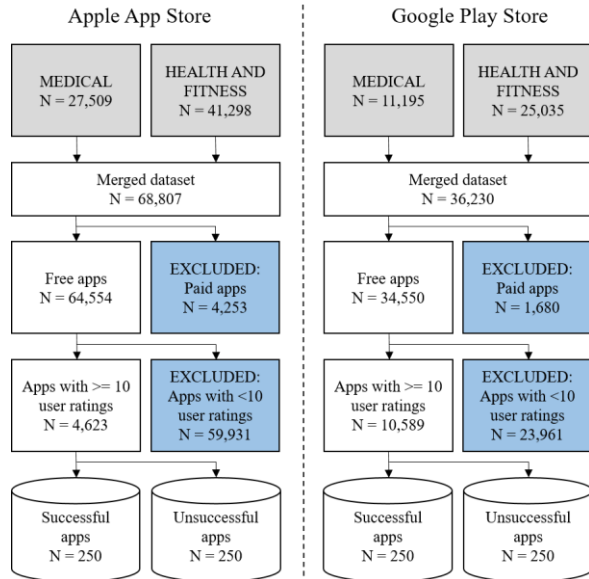 Apple App Store
MEDICAL
N = 27,509
HEALTH AND
FITNESS
N = 41,298
Merged dataset
N = 68,807
Free apps
N = 64,554
EXCLUDED:
Paid apps
N = 4,253
Apps with >= 10
user ratings
N = 4,623
EXCLUDED:
Apps with <10
user ratings
N = 59,931
Successful
apps
N = 250
Unsuccessful
apps
N = 250
Google Play Store
MEDICAL
N = 11,195
HEALTH AND
FITNESS
N = 25,035
Merged dataset
N = 36,230
Free apps
N = 34,550
EXCLUDED:
Paid apps
N = 1,680
Apps with >= 10
user ratings
N = 10,589
EXCLUDED:
Apps with <10
user ratings
N = 23,961
Successful
apps
N = 250
Unsuccessful
apps
N = 250